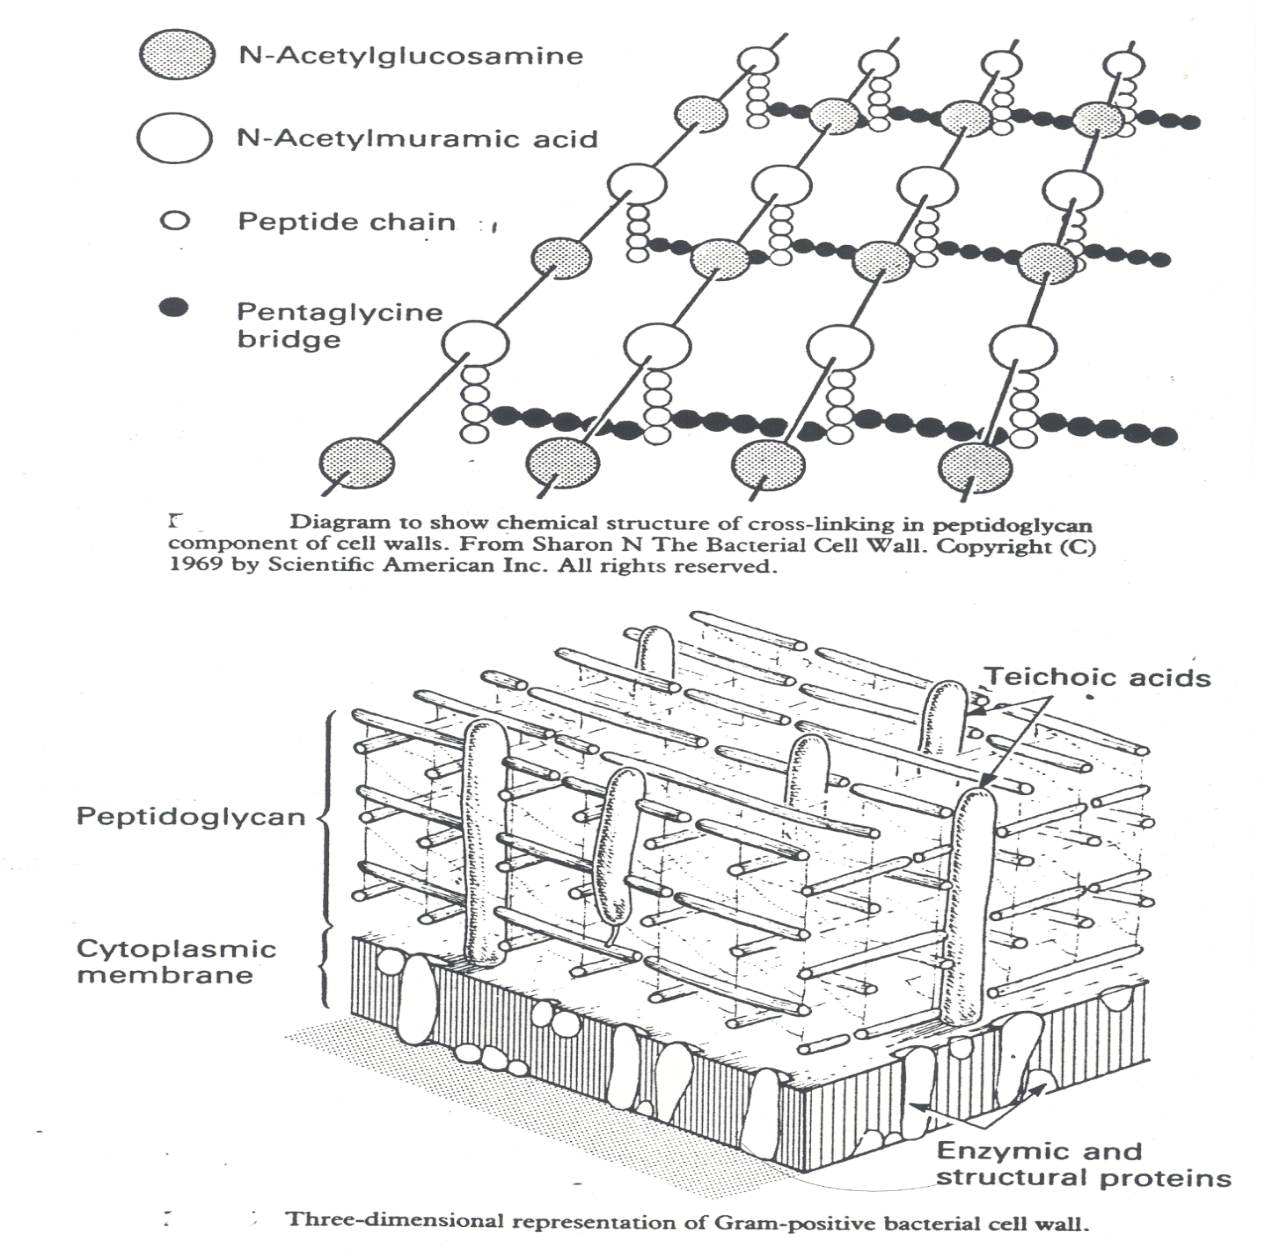 N-Acetylglucosamine
N-Acetylmuramic acid
Peptide chain
Pentaglycine
bridge
Diagram to show chemical structure of cross-linking in peptidoglycan
component of cell walls. From Sharon N The Bacterial Cell Wall. Copyright (C)
1969 by Scientific American Inc. All rights reserved.
Teichoic acids
Peptidoglycan
Cytoplasmic
membrane
Enzymic and
structural proteins
Three-dimensional representation of Gram-positive bacterial cell wall.